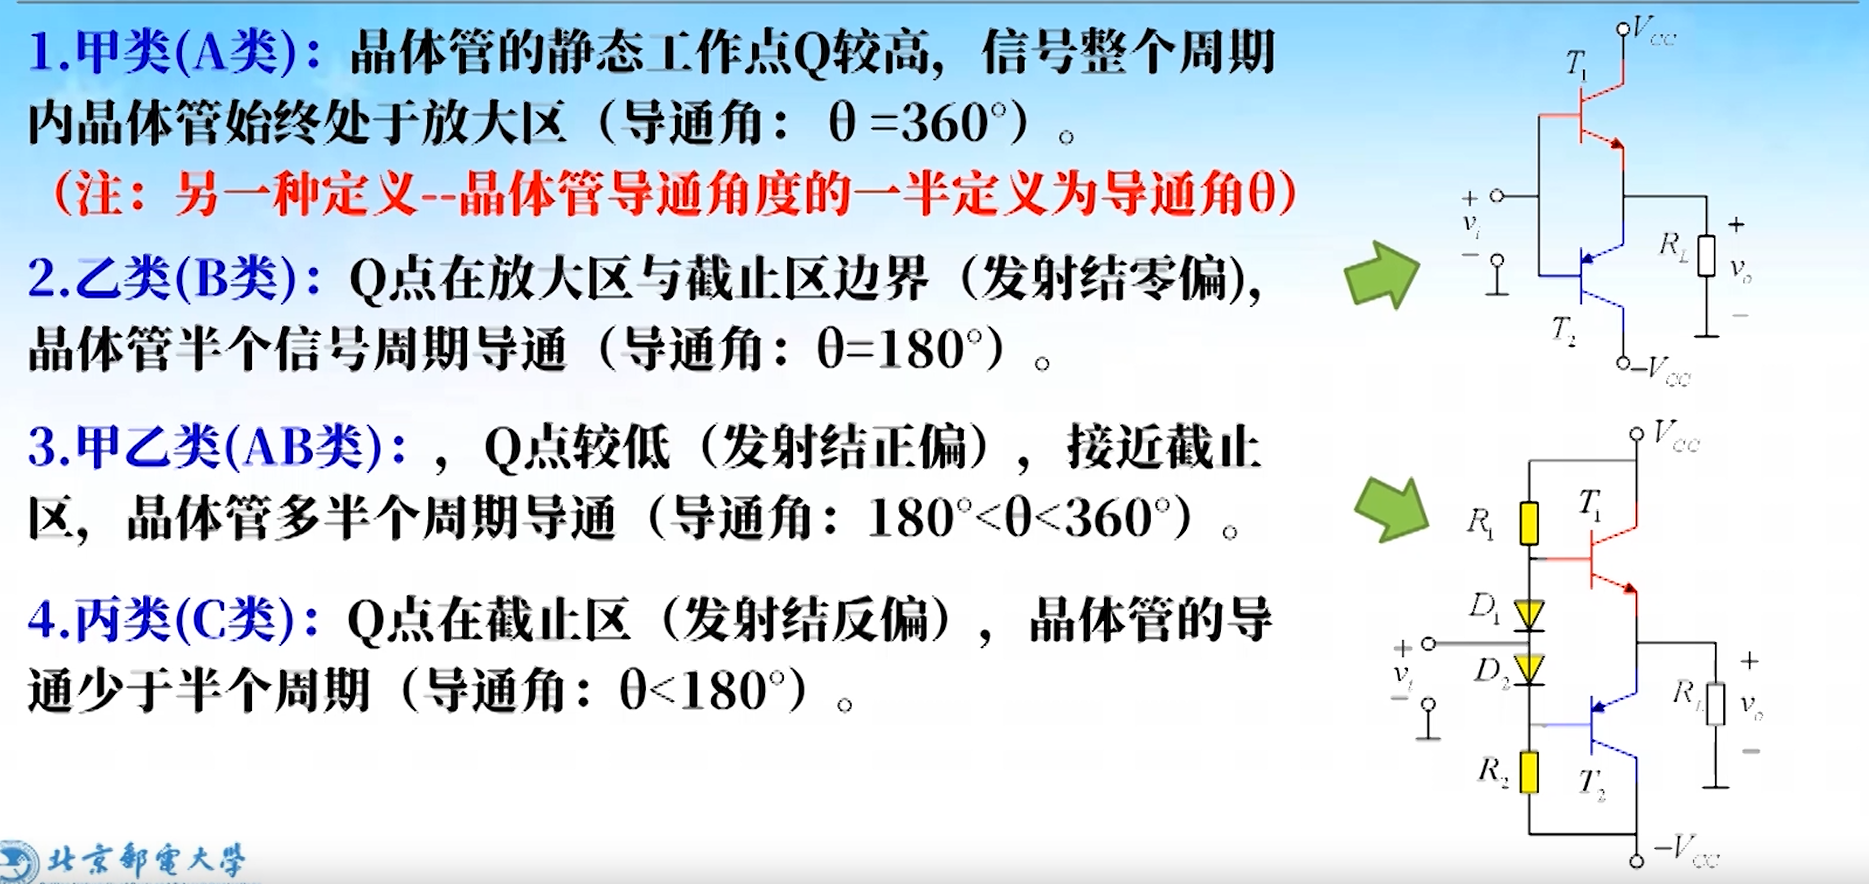 1.甲类(A类)：晶体管的静态工作点Q较高，信号整个周期
内晶体管始终处于放大区（导通角： θ =360°）。
（注：另一种定义--晶体管导通角度的一半定义为导通角θ）
2.乙类(B类)：Q点在放大区与截止区边界（发射结零偏),
晶体管半个信号周期导通（导通角：θ=180°）。
3.甲乙类(AB类)：，Q点较低（发射结正偏），接近截止
区，晶体管多半个周期导通（导通角：180°<θ<360°）。
4.丙类(C类)：Q点在截止区（发射结反偏），晶体管的导
通少于半个周期（导通角：θ<180°）。
V_CC
T_1
+
v_i
−
R_L
+
v_o
−
T_2
−V_CC
V_CC
R_1
T_1
D_1
+
v_i
−
D_2
R_L
+
v_o
−
R_2
T_2
−V_CC
北京邮电大学